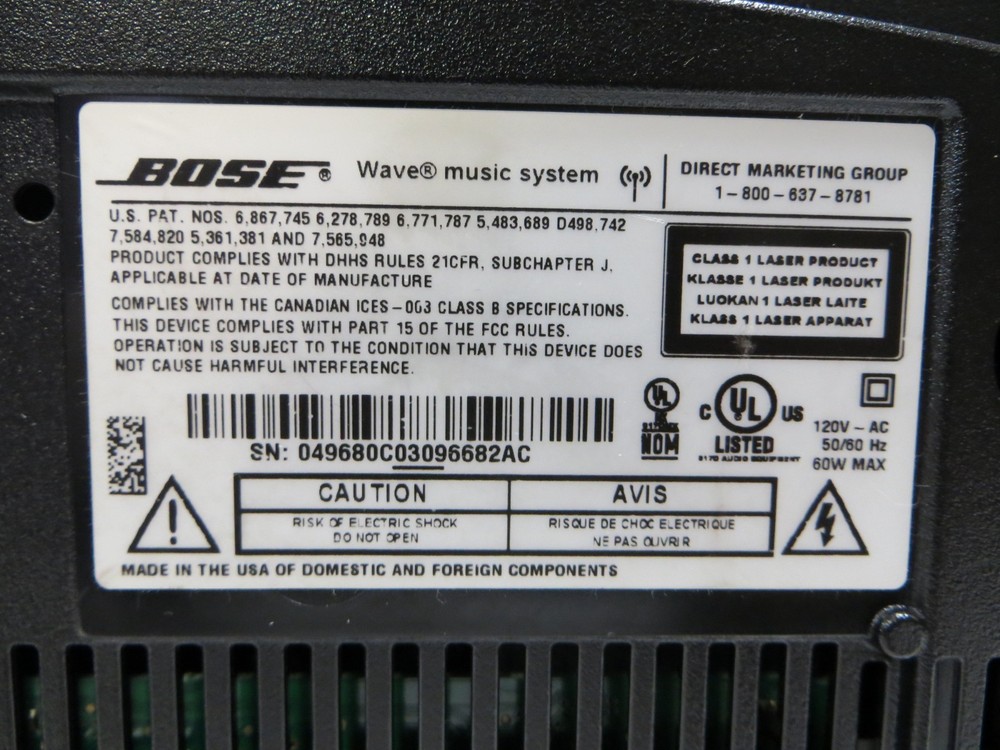 BOSE® Wave® music system
DIRECT MARKETING GROUP
1-800-637-8781
U.S. PAT. NOS. 6,867,745 6,278,789 6,771,787 5,483,689 D498,742
7,584,820 5,361,381 AND 7,565,948
PRODUCT COMPLIES WITH DHHS RULES 21CFR, SUBCHAPTER J,
APPLICABLE AT DATE OF MANUFACTURE
COMPLIES WITH THE CANADIAN ICES-003 CLASS B SPECIFICATIONS.
THIS DEVICE COMPLIES WITH PART 15 OF THE FCC RULES.
OPERATION IS SUBJECT TO THE CONDITION THAT THIS DEVICE DOES
NOT CAUSE HARMFUL INTERFERENCE.
CLASS 1 LASER PRODUCT
KLASSE 1 LASER PRODUKT
LUOKAN 1 LASER LAITE
KLASS 1 LASER APPARAT
SN: 049680C03096682AC
UL
NOM
C UL US
LISTED
120V - AC
50/60 Hz
60W MAX
CAUTION
RISK OF ELECTRIC SHOCK
DO NOT OPEN
AVIS
RISQUE DE CHOC ELECTRIQUE
NE PAS OUVRIR
MADE IN THE USA OF DOMESTIC AND FOREIGN COMPONENTS